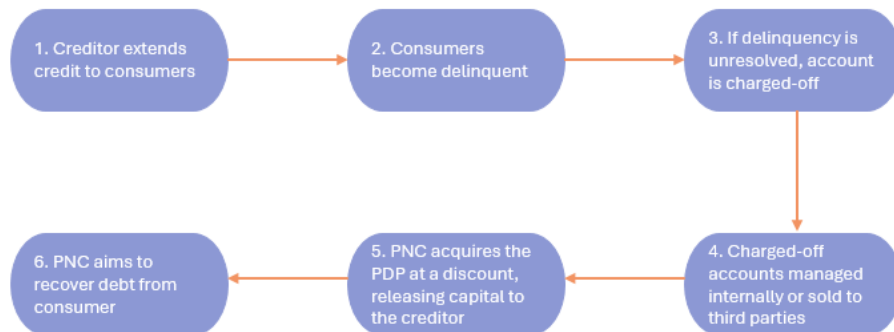 1. Creditor extends
credit to consumers
2. Consumers
become delinquent
3. If delinquency is
unresolved, account
is charged-off
4. Charged-off
accounts managed
internally or sold to
third parties
5. PNC acquires the
PDP at a discount,
releasing capital to
the creditor
6. PNC aims to
recover debt from
consumer